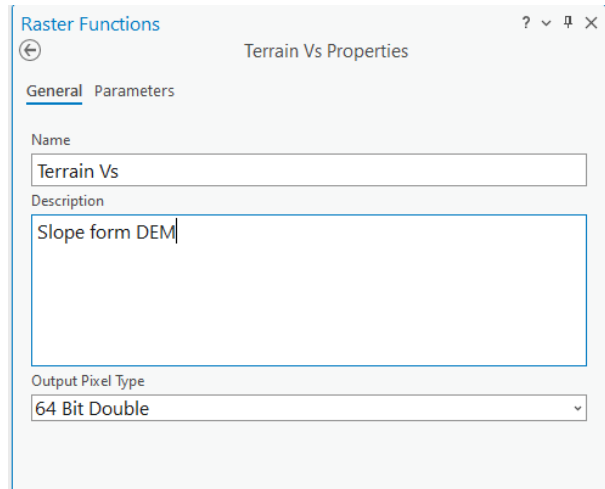 Raster Functions
?
Terrain Vs Properties
General Parameters
Name
Terrain Vs
Description
Slope form DEM
Output Pixel Type
64 Bit Double